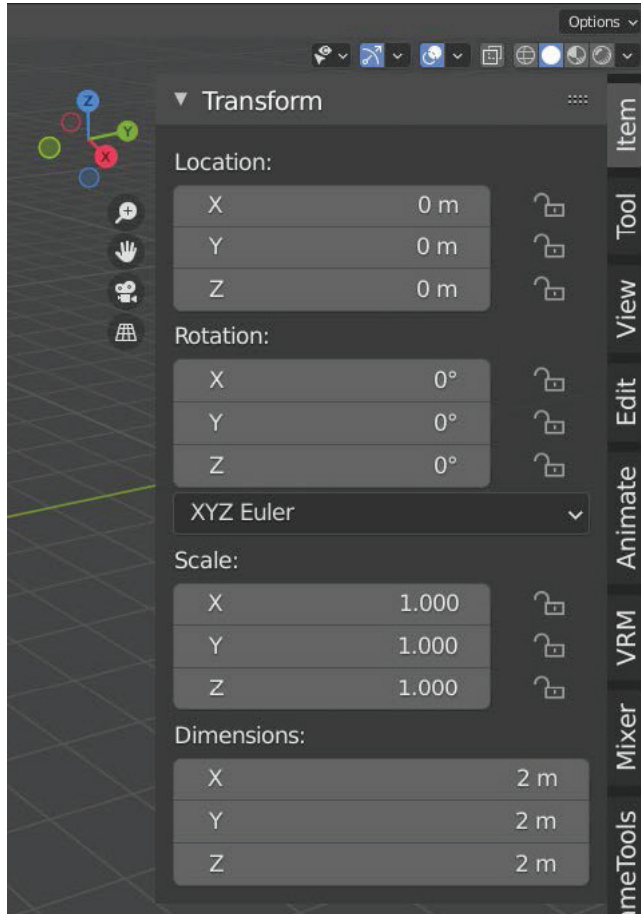 Options
Transform
Location:
X 0 m
Y 0 m
Z 0 m
Rotation:
X 0°
Y 0°
Z 0°
XYZ Euler
Scale:
X 1.000
Y 1.000
Z 1.000
Dimensions:
X 2 m
Y 2 m
Z 2 m
Z
Y
X
Item
Tool
View
Edit
Animate
VRM
Mixer
meTools